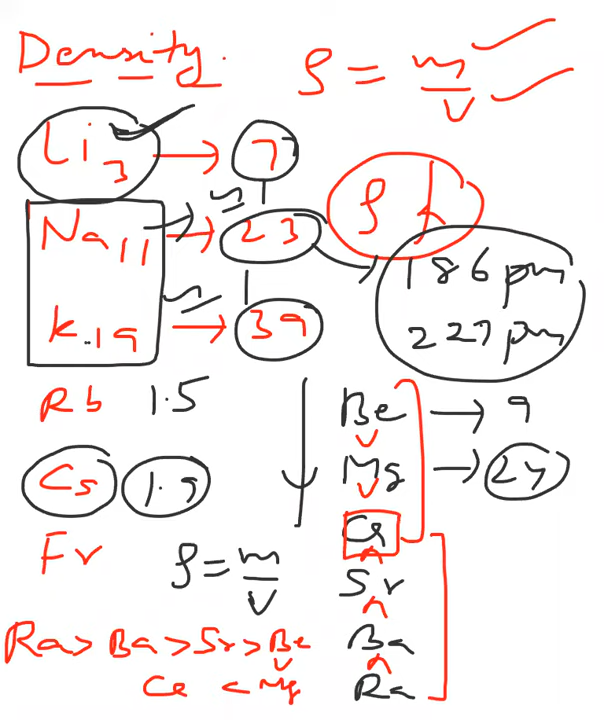 Density. ρ = m/v
Li3 → 7
Na11 → 23 ρ ↑
186 pm
K19 → 39
227 pm
Rb 1.5 Be → 9
Cs 1.9 Mg → 24
Ca
Fr ρ = m/v Sr
Ra > Ba > Sr > Be Ba
Ca < Mg Ra